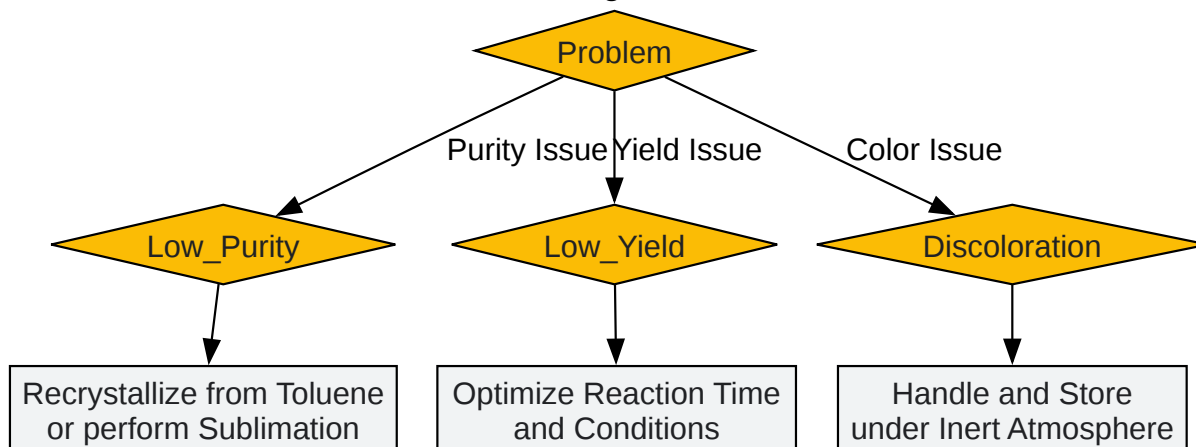 Problem
Purity Issue
Yield Issue
Color Issue
Low_Purity
Low_Yield
Discoloration
Recrystallize from Toluene
or perform Sublimation
Optimize Reaction Time
and Conditions
Handle and Store
under Inert Atmosphere